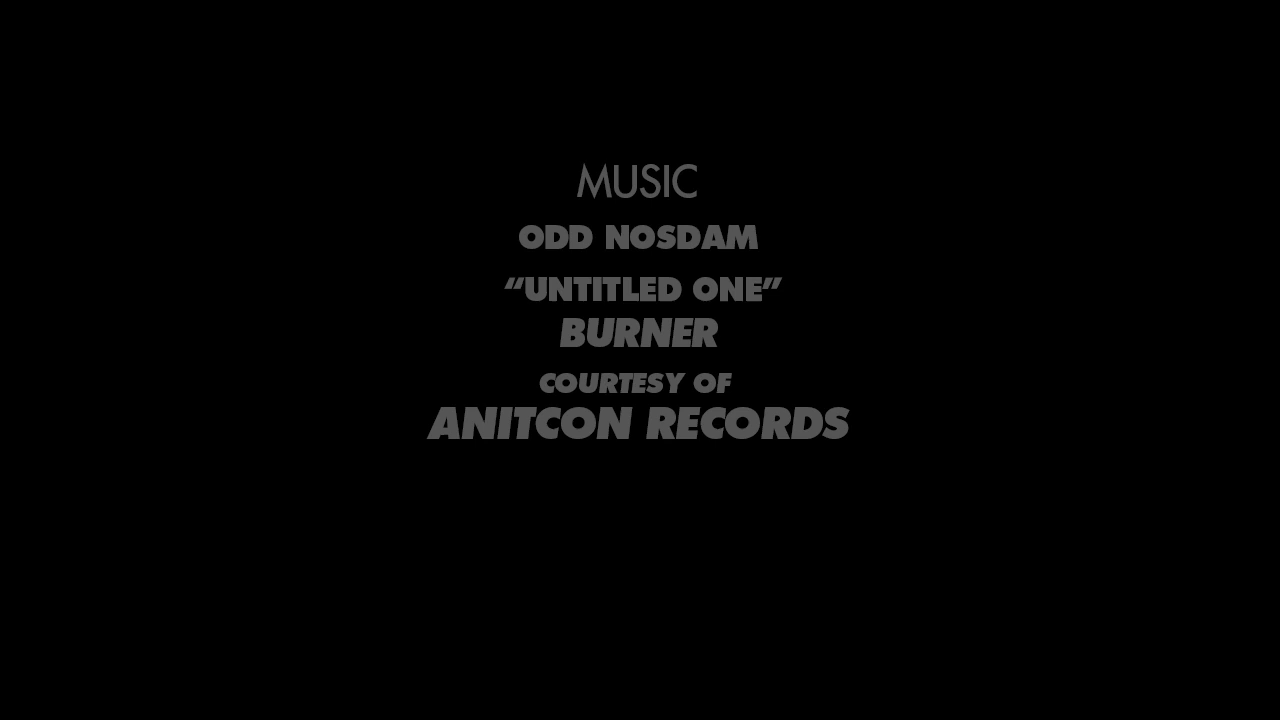 MUSIC
ODD NOSDAM
“UNTITLED ONE”
BURNER
COURTESY OF
ANITCON RECORDS